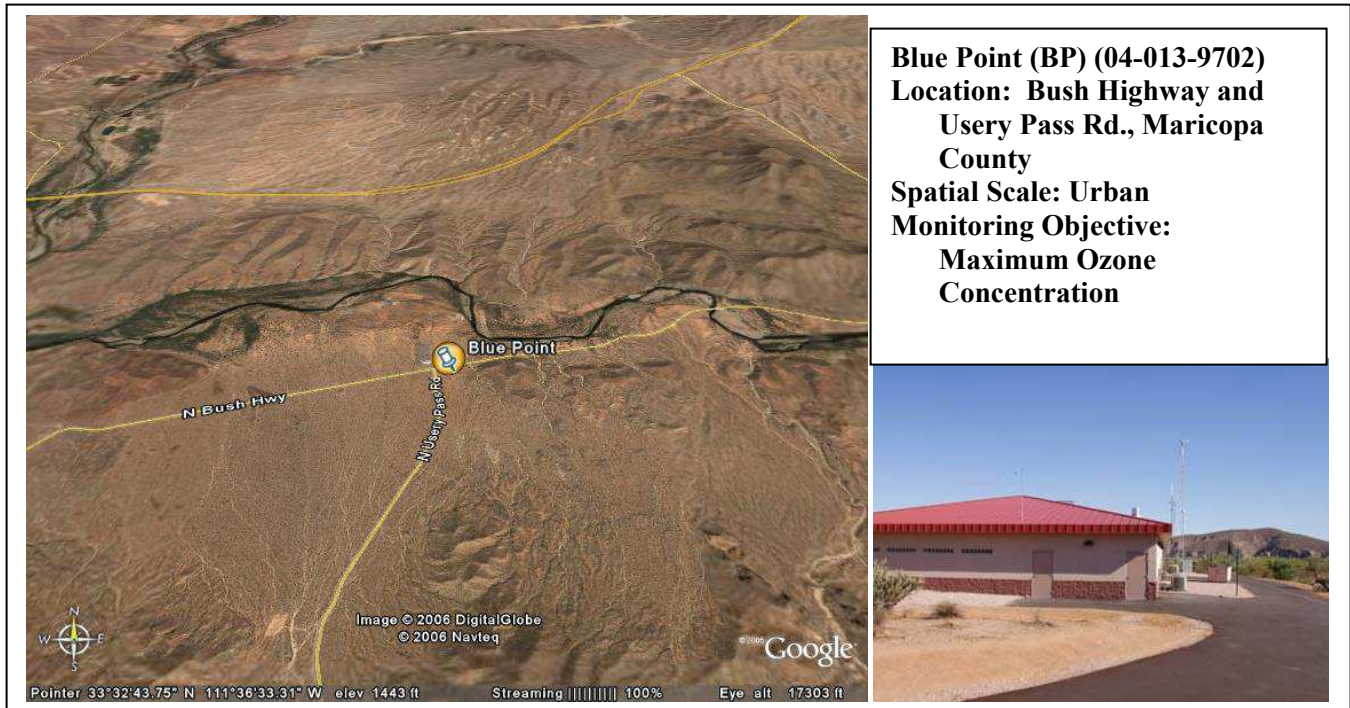 Blue Point (BP) (04-013-9702)
Location: Bush Highway and
Usery Pass Rd., Maricopa
County
Spatial Scale: Urban
Monitoring Objective:
Maximum Ozone
Concentration
Blue Point
N Bush Hwy
N Usery Pass Rd
Image © 2006 DigitalGlobe
© 2006 Navteq
©2005 Google
N
W E
S
Pointer 33°32'43.75" N 111°36'33.31" W elev 1443 ft Streaming |||||||||| 100% Eye alt 17303 ft